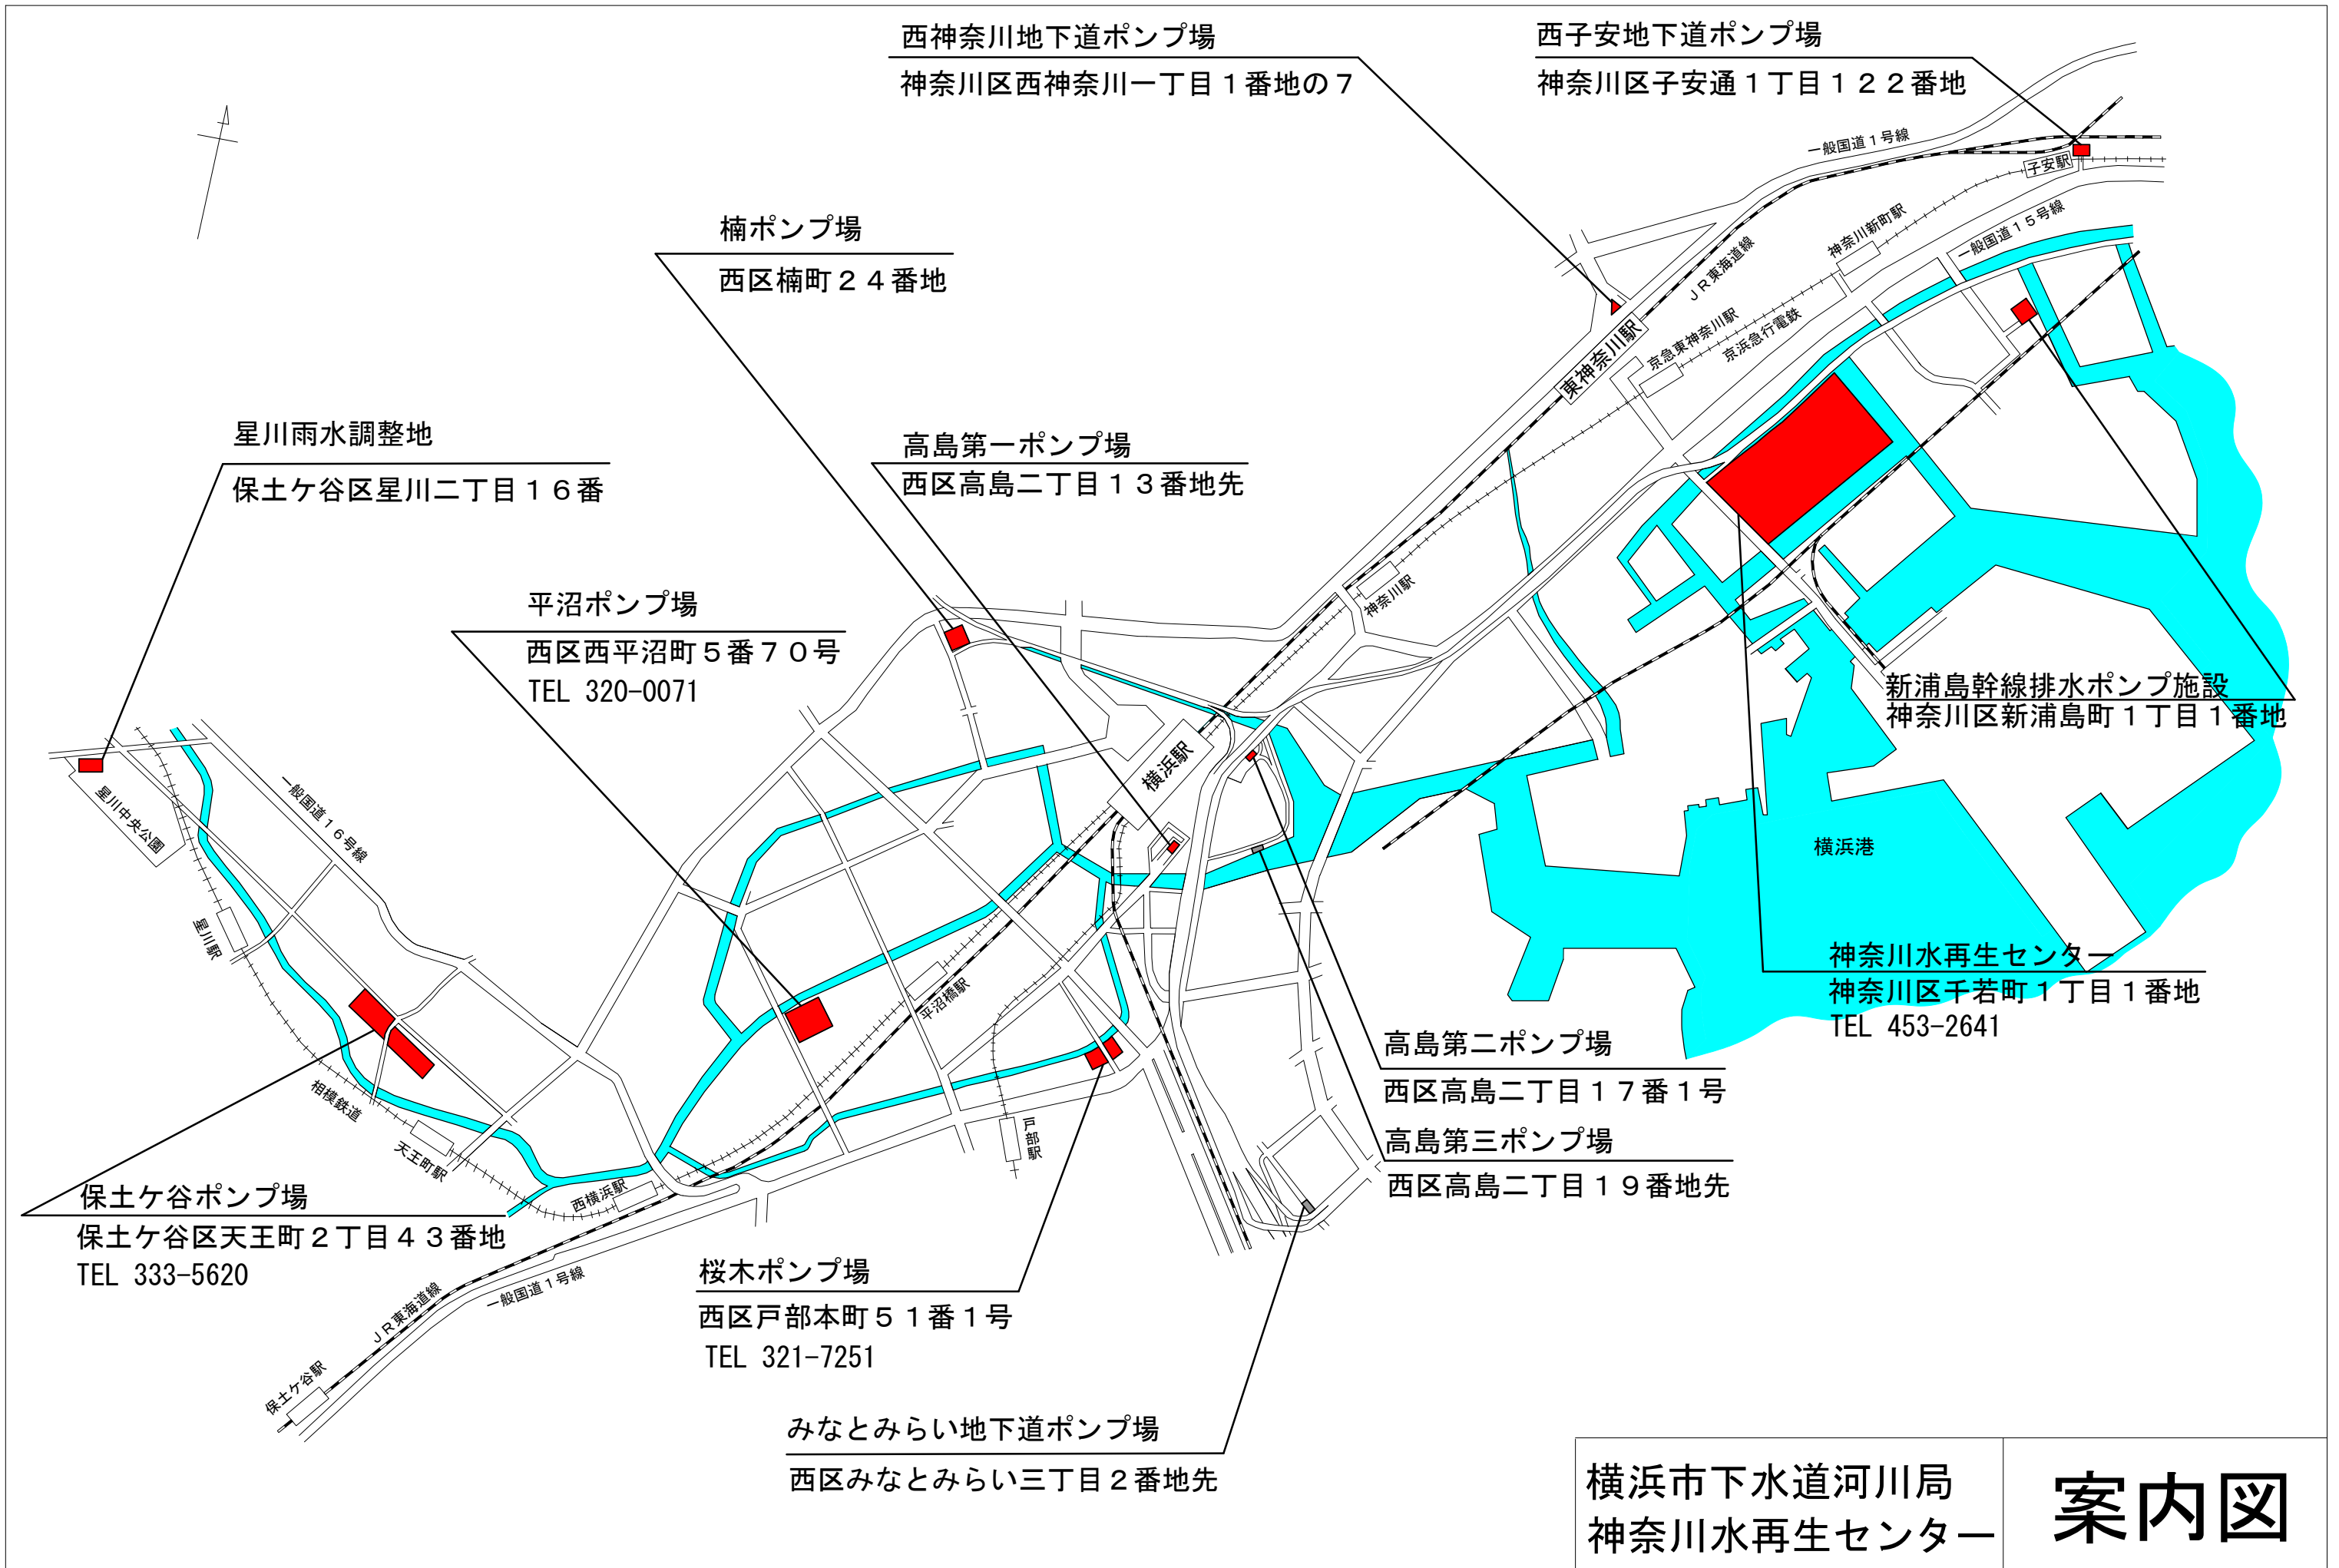 西神奈川地下道ポンプ場
神奈川区西神奈川一丁目1番地の7
西子安地下道ポンプ場
神奈川区子安通1丁目122番地
一般国道1号線
子安駅
楠ポンプ場
西区楠町24番地
神奈川新町駅
一般国道15号線
JR東海道線
京急東神奈川駅
京浜急行電鉄
東神奈川駅
星川雨水調整地
保土ケ谷区星川二丁目16番
高島第一ポンプ場
西区高島二丁目13番地先
平沼ポンプ場
西区西平沼町5番70号
TEL 320-0071
神奈川駅
新浦島幹線排水ポンプ施設
神奈川区新浦島町1丁目1番地
横浜駅
星川中央公園
一般国道16号線
横浜港
星川駅
平沼橋駅
神奈川水再生センター
神奈川区千若町1丁目1番地
TEL 453-2641
高島第二ポンプ場
西区高島二丁目17番1号
相模鉄道
天王町駅
戸部駅
高島第三ポンプ場
西区高島二丁目19番地先
保土ケ谷ポンプ場
保土ケ谷区天王町2丁目43番地
TEL 333-5620
西横浜駅
桜木ポンプ場
西区戸部本町51番1号
TEL 321-7251
JR東海道線
一般国道1号線
保土ケ谷駅
みなとみらい地下道ポンプ場
西区みなとみらい三丁目2番地先
横浜市下水道河川局
神奈川水再生センター
案内図